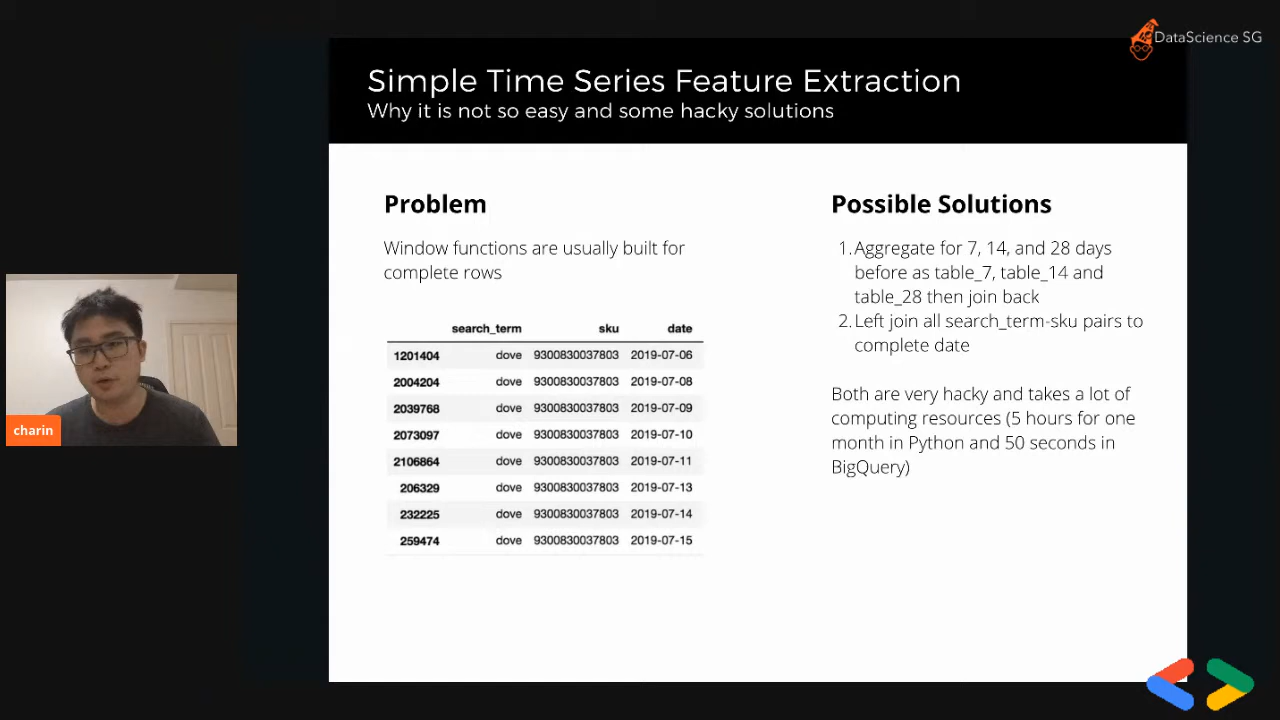 DataScience SG
Simple Time Series Feature Extraction
Why it is not so easy and some hacky solutions
Problem
Window functions are usually built for
complete rows
search_term sku date
1201404 dove 9300830037803 2019-07-06
2004204 dove 9300830037803 2019-07-08
2039768 dove 9300830037803 2019-07-09
2073097 dove 9300830037803 2019-07-10
2106864 dove 9300830037803 2019-07-11
206329 dove 9300830037803 2019-07-13
232225 dove 9300830037803 2019-07-14
259474 dove 9300830037803 2019-07-15
Possible Solutions
1. Aggregate for 7, 14, and 28 days
before as table_7, table_14 and
table_28 then join back
2. Left join all search_term-sku pairs to
complete date
Both are very hacky and takes a lot of
computing resources (5 hours for one
month in Python and 50 seconds in
BigQuery)
charin